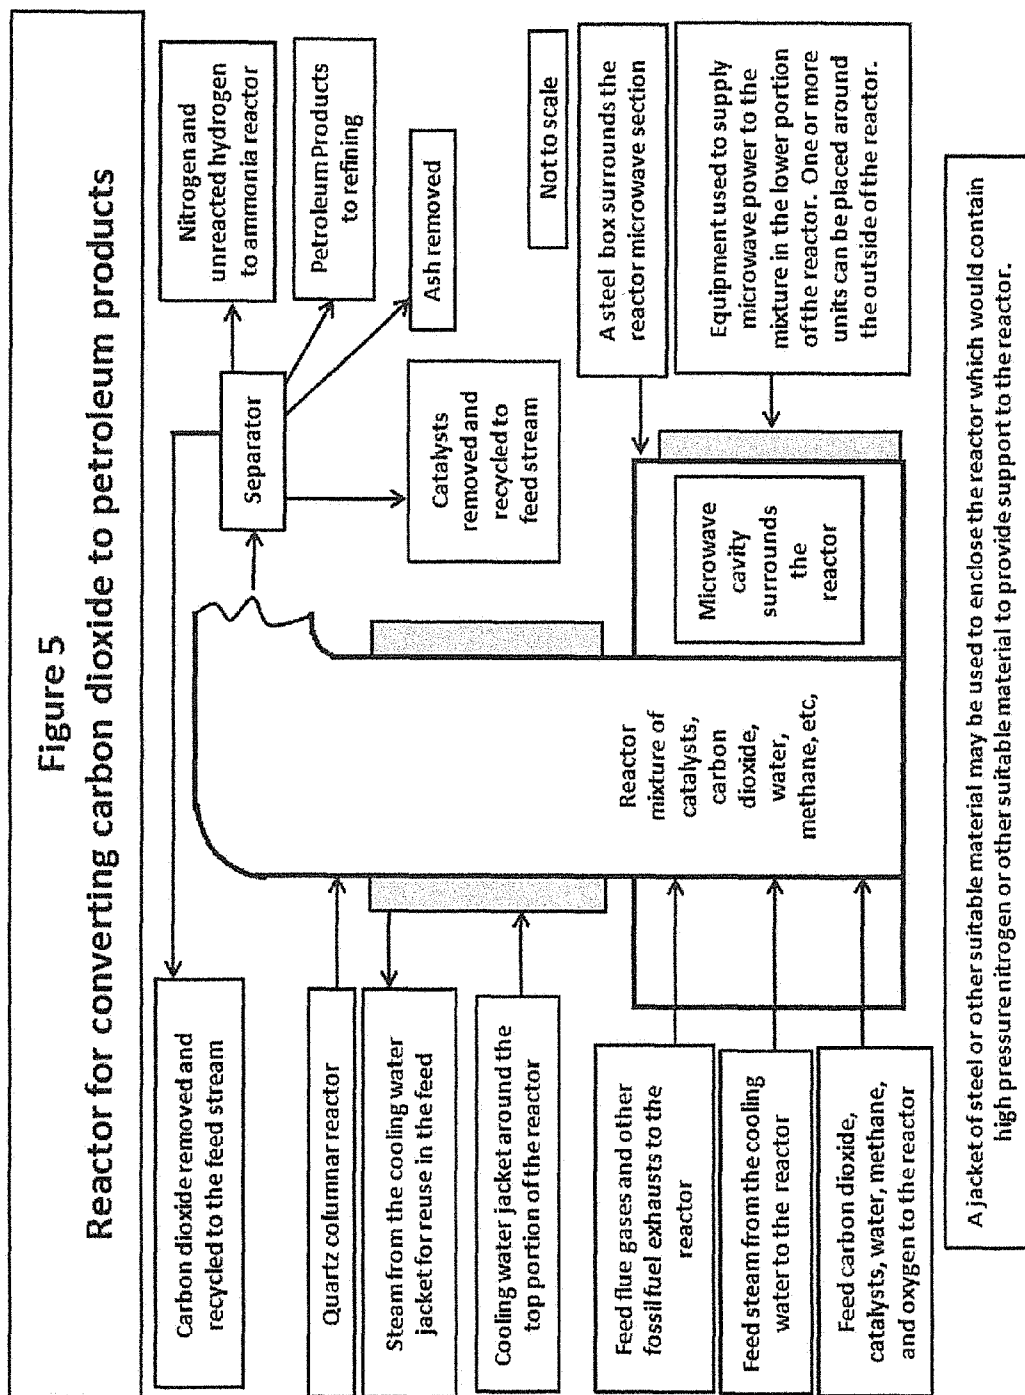 Figure 5
Reactor for converting carbon dioxide to petroleum products
Carbon dioxide removed and
recycled to the feed stream
Quartz columnar reactor
Steam from the cooling water
jacket for reuse in the feed
Cooling water jacket around the
top portion of the reactor
Feed flue gases and other
fossil fuel exhausts to the
reactor
Feed steam from the cooling
water to the reactor
Feed carbon dioxide,
catalysts, water, methane,
and oxygen to the reactor
Reactor
mixture of
catalysts,
carbon
dioxide,
water,
methane, etc,
Separator
Catalysts
removed and
recycled to
feed stream
Microwave
cavity
surrounds
the
reactor
Nitrogen and
unreacted hydrogen
to ammonia reactor
Petroleum Products
to refining
Ash removed
Not to scale
A steel box surrounds the
reactor microwave section
Equipment used to supply
microwave power to the
mixture in the lower portion
of the reactor. One or more
units can be placed around
the outside of the reactor.
A jacket of steel or other suitable material may be used to enclose the reactor which would contain
high pressure nitrogen or other suitable material to provide support to the reactor.